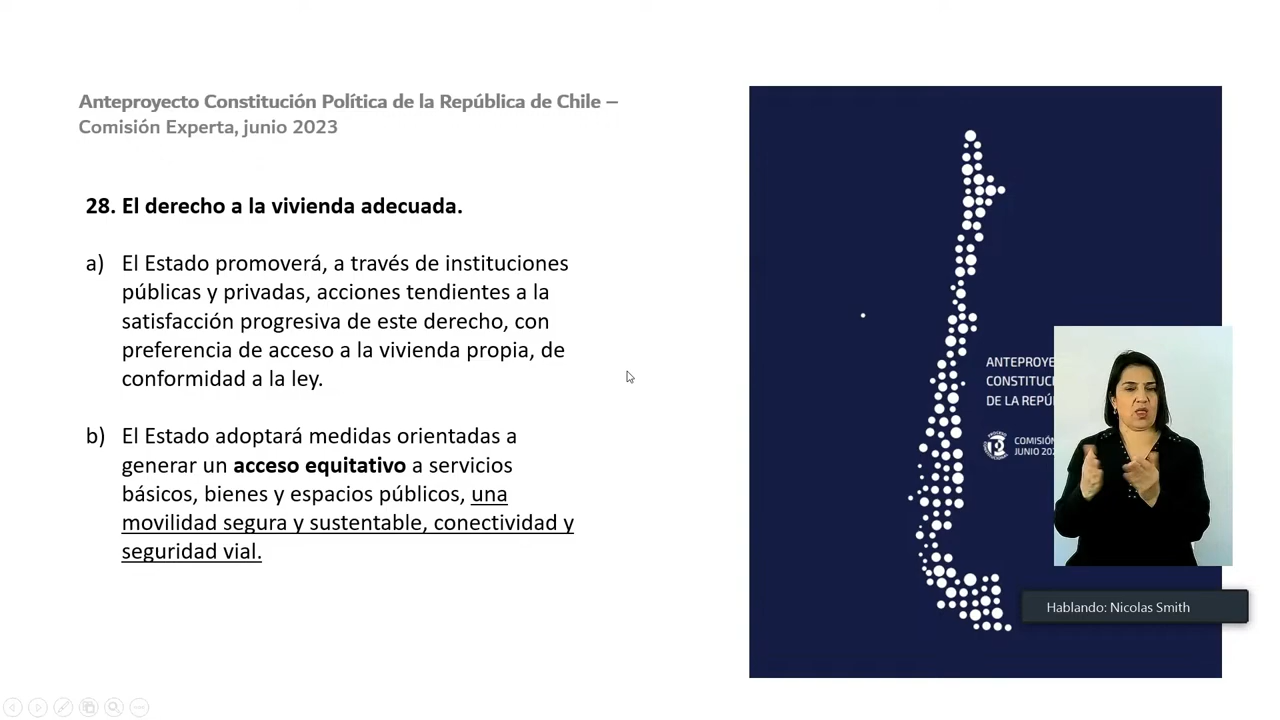 Anteproyecto Constitución Política de la República de Chile –
Comisión Experta, junio 2023
28. El derecho a la vivienda adecuada.
a) El Estado promoverá, a través de instituciones
públicas y privadas, acciones tendientes a la
satisfacción progresiva de este derecho, con
preferencia de acceso a la vivienda propia, de
conformidad a la ley.
b) El Estado adoptará medidas orientadas a
generar un acceso equitativo a servicios
básicos, bienes y espacios públicos, una
movilidad segura y sustentable, conectividad y
seguridad vial.
ANTEPROYE
CONSTITUC
DE LA REPÚ
COMISIÓN
JUNIO 202
Hablando: Nicolas Smith